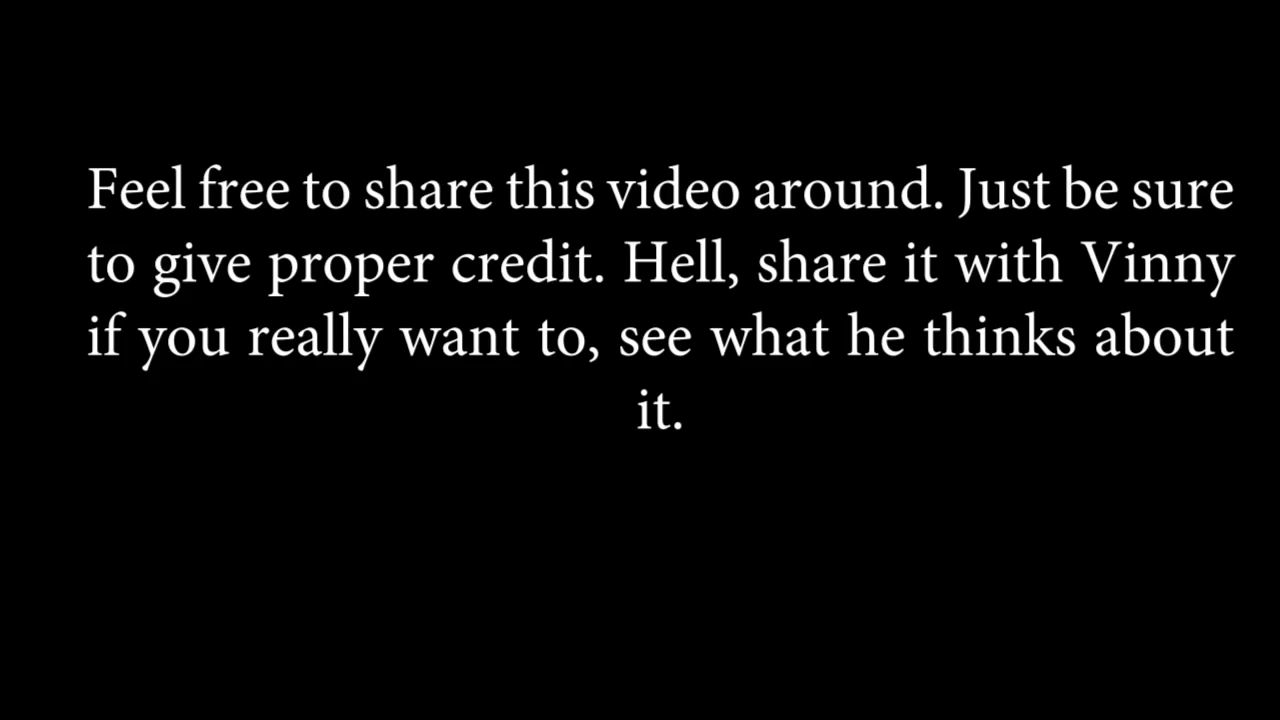 Feel free to share this video around. Just be sure
to give proper credit. Hell, share it with Vinny
if you really want to, see what he thinks about
it.